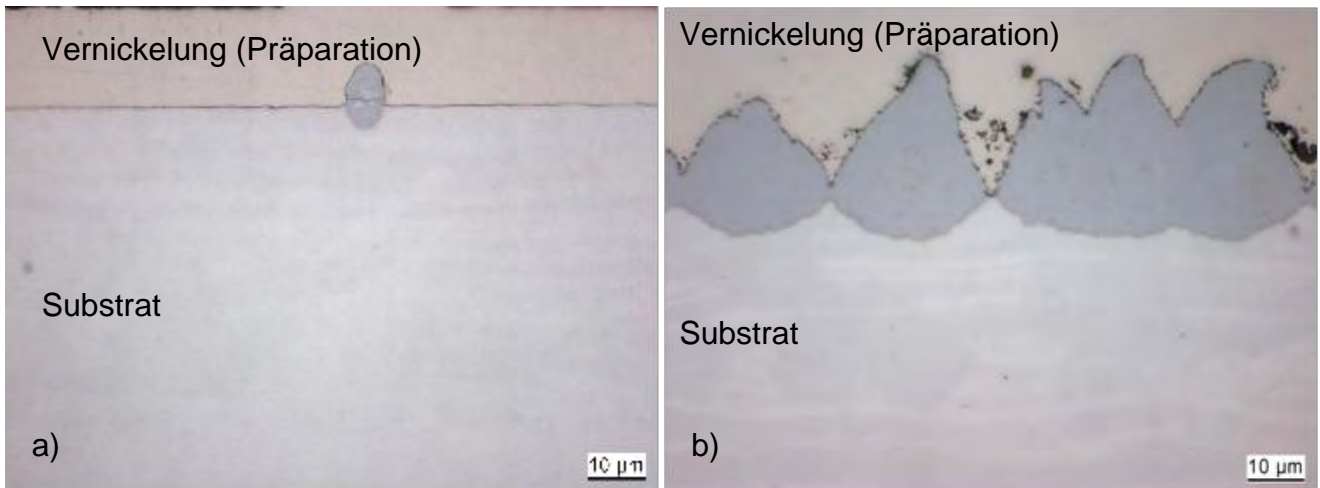 Vernickelung (Präparation)
Substrat
a)
10 µm
Vernickelung (Präparation)
Substrat
b)
10 µm